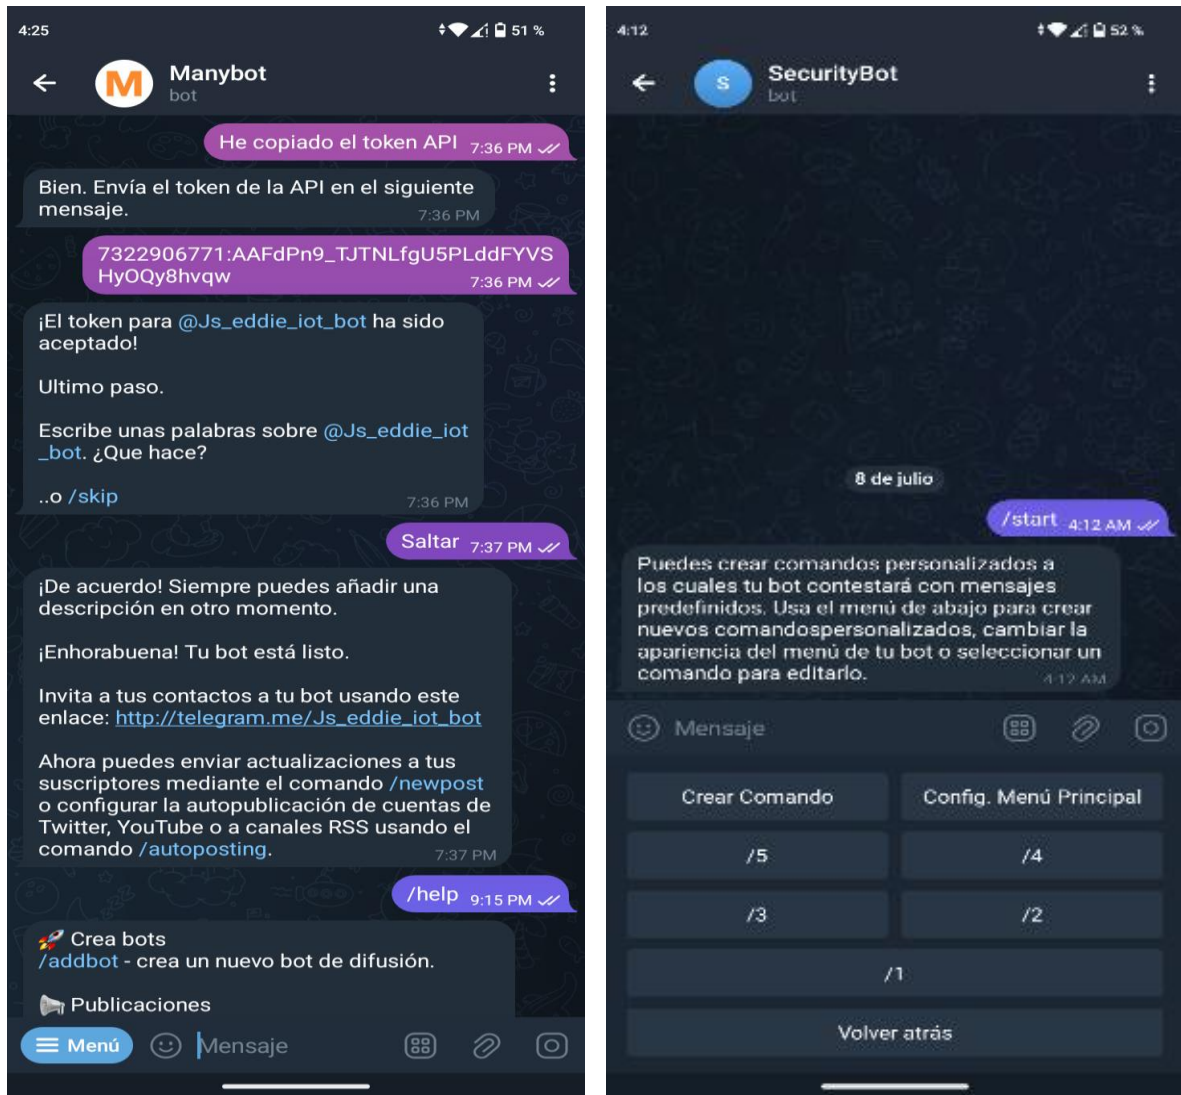 4:25
51 %
M
Manybot
bot
He copiado el token API 7:36 PM
Bien. Envía el token de la API en el siguiente
mensaje.
7:36 PM
7322906771:AAFdPn9_TJTNLfgU5PLddFYVS
HyOQy8hvqw
7:36 PM
¡El token para @Js_eddie_iot_bot ha sido
aceptado!
Ultimo paso.
Escribe unas palabras sobre @Js_eddie_iot
_bot. ¿Que hace?
..o /skip
7:36 PM
Saltar 7:37 PM
¡De acuerdo! Siempre puedes añadir una
descripción en otro momento.
¡Enhorabuena! Tu bot está listo.
Invita a tus contactos a tu bot usando este
enlace: http://telegram.me/Js_eddie_iot_bot
Ahora puedes enviar actualizaciones a tus
suscriptores mediante el comando /newpost
o configurar la autopublicación de cuentas de
Twitter, YouTube o a canales RSS usando el
comando /autoposting.
7:37 PM
/help 9:15 PM
Crea bots
/addbot - crea un nuevo bot de difusión.
Publicaciones
Menú
Mensaje
4:12
52 %
S
SecurityBot
bot
8 de julio
/start 4:12 AM
Puedes crear comandos personalizados a
los cuales tu bot contestará con mensajes
predefinidos. Usa el menú de abajo para crear
nuevos comandospersonalizados, cambiar la
apariencia del menú de tu bot o seleccionar un
comando para editarlo.
4:12 AM
Mensaje
Crear Comando
Config. Menú Principal
/5
/4
/3
/2
/1
Volver atrás